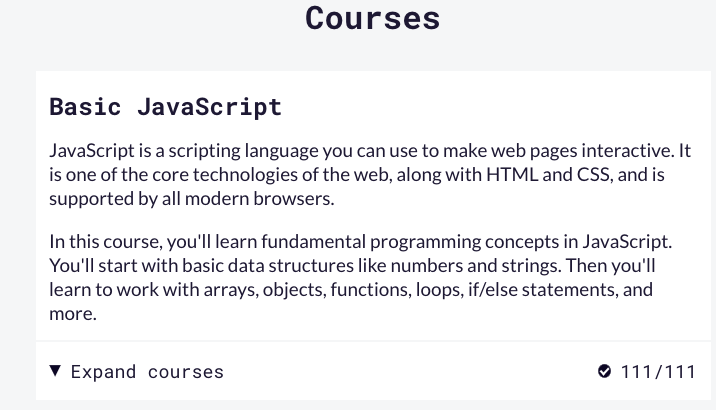 Courses
Basic JavaScript
JavaScript is a scripting language you can use to make web pages interactive. It
is one of the core technologies of the web, along with HTML and CSS, and is
supported by all modern browsers.
In this course, you'll learn fundamental programming concepts in JavaScript.
You'll start with basic data structures like numbers and strings. Then you'll
learn to work with arrays, objects, functions, loops, if/else statements, and
more.
Expand courses 111/111